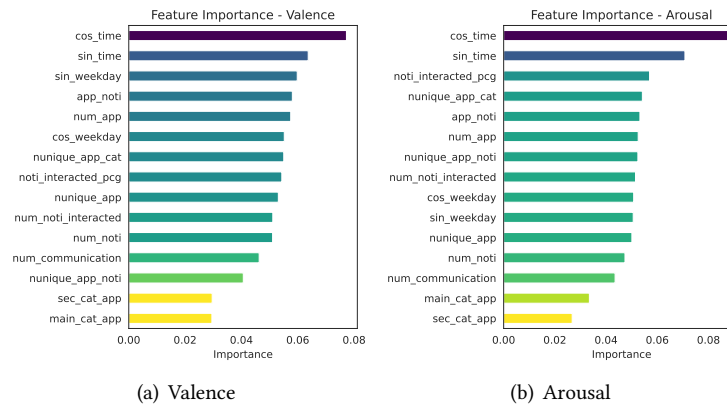 Feature Importance - Valence
cos_time
sin_time
sin_weekday
app_noti
num_app
cos_weekday
nunique_app_cat
noti_interacted_pcg
nunique_app
num_noti_interacted
num_noti
num_communication
nunique_app_noti
sec_cat_app
main_cat_app
0.00 0.02 0.04 0.06 0.08
Importance
(a) Valence
Feature Importance - Arousal
cos_time
sin_time
noti_interacted_pcg
nunique_app_cat
app_noti
num_app
nunique_app_noti
num_noti_interacted
cos_weekday
sin_weekday
nunique_app
num_noti
num_communication
main_cat_app
sec_cat_app
0.00 0.02 0.04 0.06 0.08
Importance
(b) Arousal